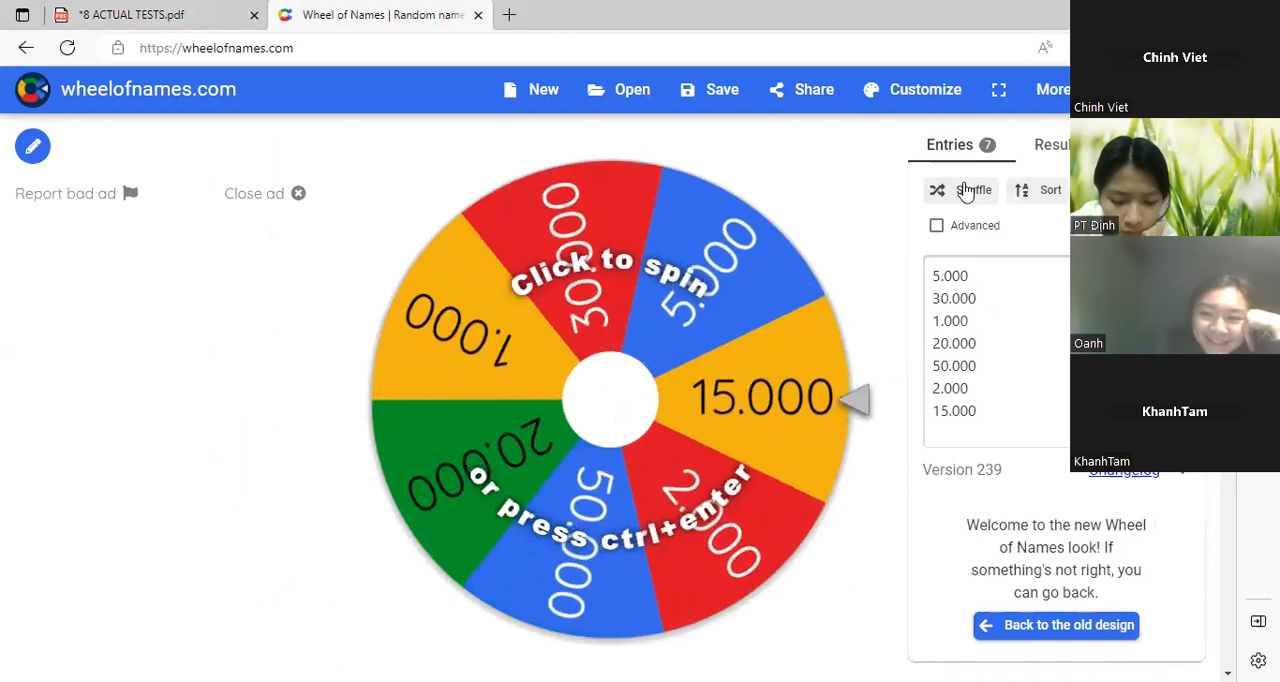 *8 ACTUAL TESTS.pdf
Wheel of Names | Random name
https://wheelofnames.com
wheelofnames.com
New
Open
Save
Share
Customize
More
Report bad ad
Close ad
Click to spin
or press ctrl+enter
30.000
5.000
15.000
2.000
50.000
20.000
1.000
Entries 7
Resu
Shuffle
Sort
Advanced
5.000
30.000
1.000
20.000
50.000
2.000
15.000
Version 239
Changelog
Welcome to the new Wheel
of Names look! If
something's not right, you
can go back.
Back to the old design
Chinh Viet
Chinh Viet
PT Định
Oanh
KhanhTam
KhanhTam